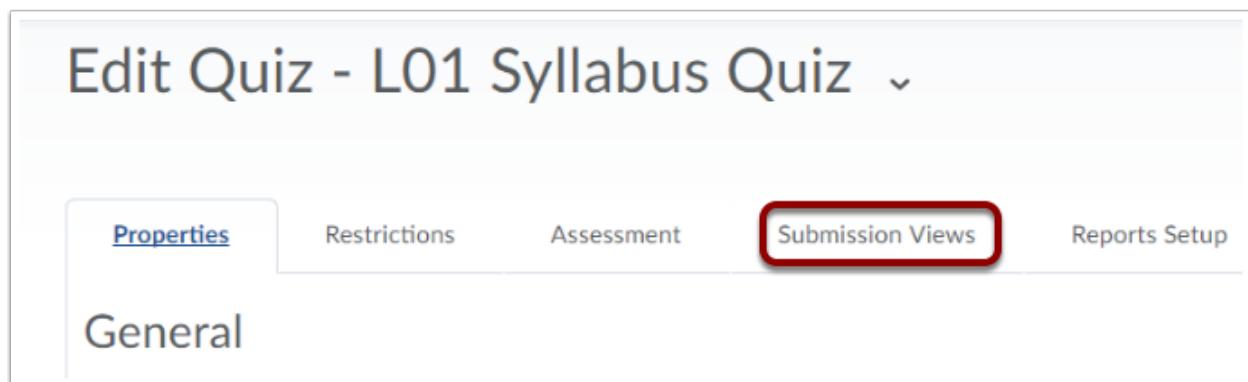 Edit Quiz - L01 Syllabus Quiz
Properties Restrictions Assessment Submission Views Reports Setup
General